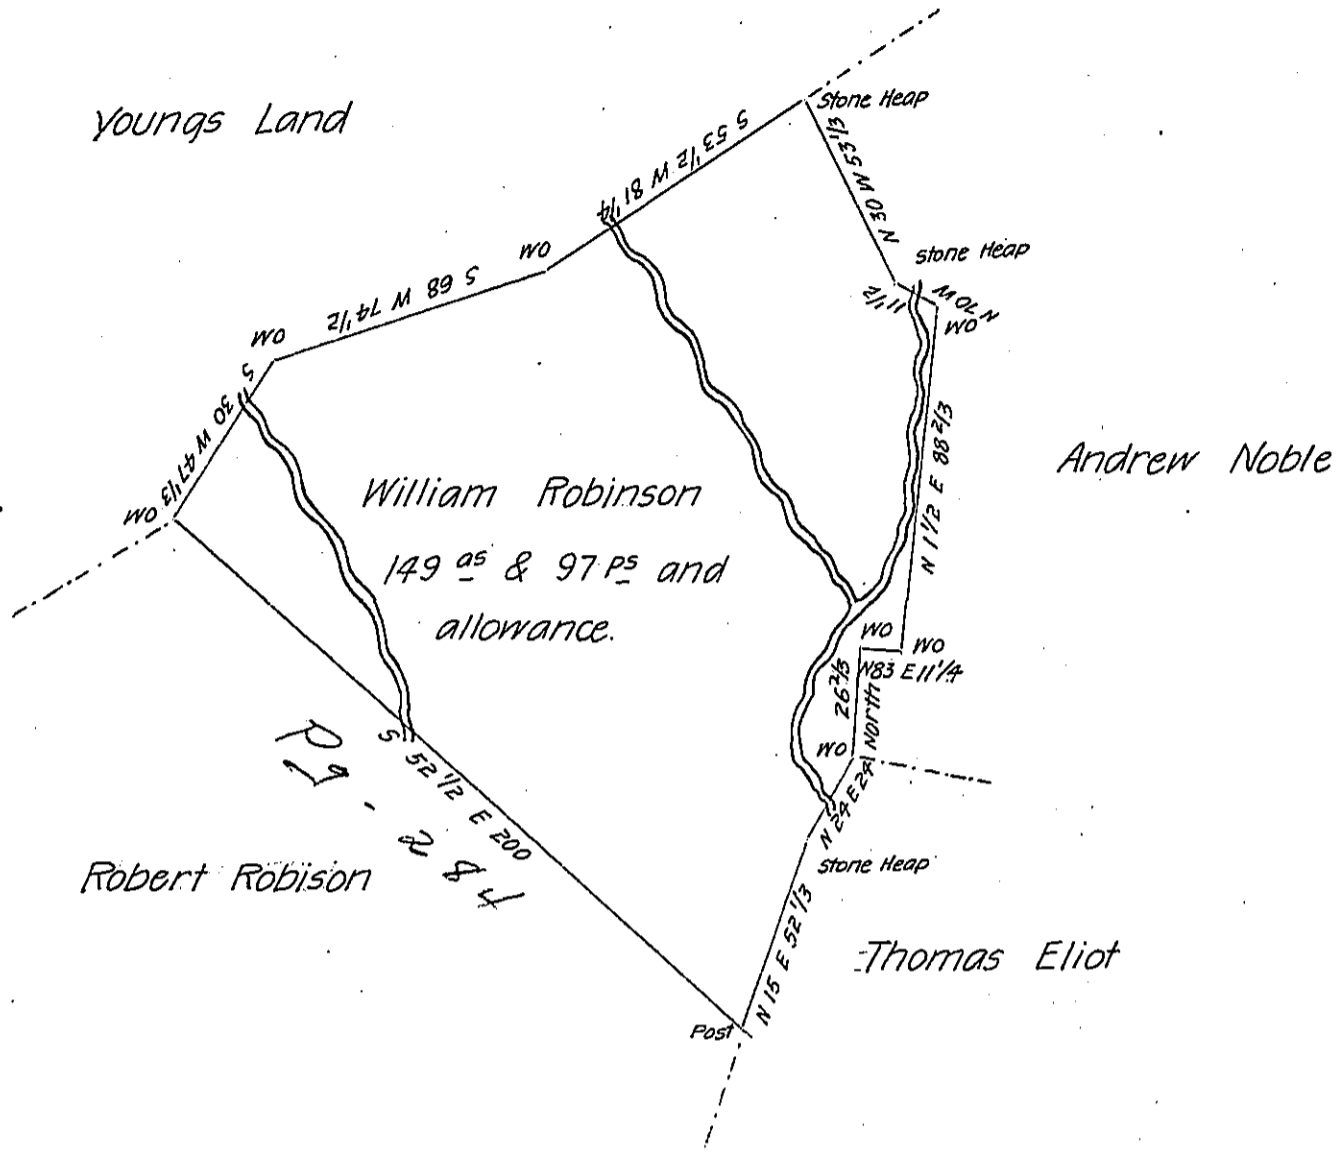 Youngs Land
Stone Heap
S 53 1/2 W 81 1/4
N 30 W 53 1/3
WO
Stone Heap
S 68 W 74 1/2
N 70 W 11 1/2
WO
WO
S 30 W 47 1/3
N 1 1/2 E 88 2/3
Andrew Noble
William Robinson
WO
149 as & 97 ps and
allowance.
WO
WO
N83 E 11 1/4
North 26 2/3
WO
S 52 1/2 E 200
N 24 E 24
Pg - 284
Stone Heap
Robert Robison
N 15 E 52 1/3
Thomas Eliot
Post